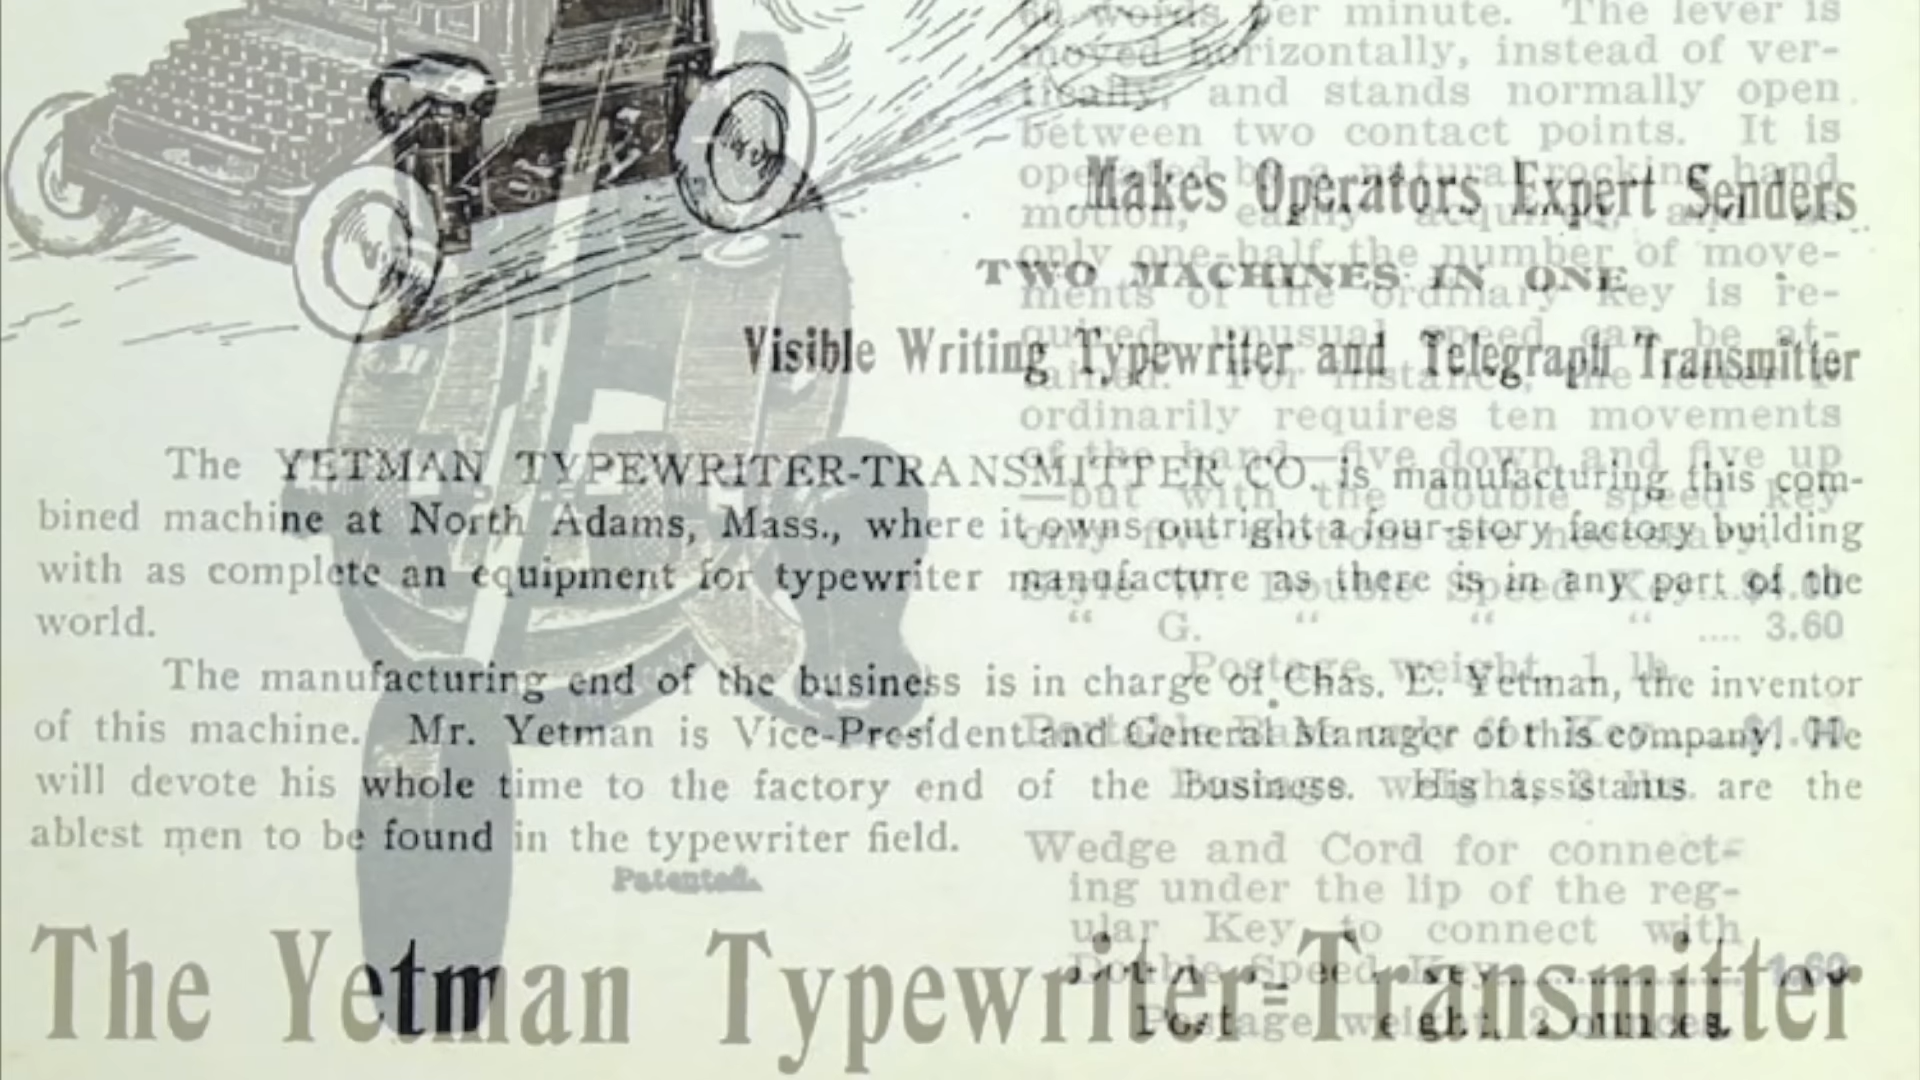 Makes Operators Expert Senders
TWO MACHINES IN ONE
Visible Writing Typewriter and Telegraph Transmitter
The YETMAN TYPEWRITER-TRANSMITTER CO. is manufacturing this com-
bined machine at North Adams, Mass., where it owns outright a four-story factory building
with as complete an equipment for typewriter manufacture as there is in any part of the
world.
The manufacturing end of the business is in charge of Chas. E. Yetman, the inventor
of this machine. Mr. Yetman is Vice-President and General Manager of this company. He
will devote his whole time to the factory end of the Business. His assistants are the
ablest men to be found in the typewriter field.
The Yetman Typewriter=Transmitter
Patented.
60 words per minute. The lever is
moved horizontally, instead of ver-
tically, and stands normally open
between two contact points. It is
operated by a natural rocking hand
motion, easily acquired, and as
only one-half the number of move-
ments of the ordinary key is re-
quired, unusual speed can be at-
tained. For instance, the letter
ordinarily requires ten movements
of the hand—five down and five up
—but with the double speed key
only five motions are necessary.
Double Speed Key
“ G. “ “ “ .... 3.60
Postage weight, 1 lb.
only for Key $1.00
Postage weight, lbs.
Wedge and Cord for connect-
ing under the lip of the reg-
ular Key to connect with
Double Speed Key
Postage weight, 2 ounces.